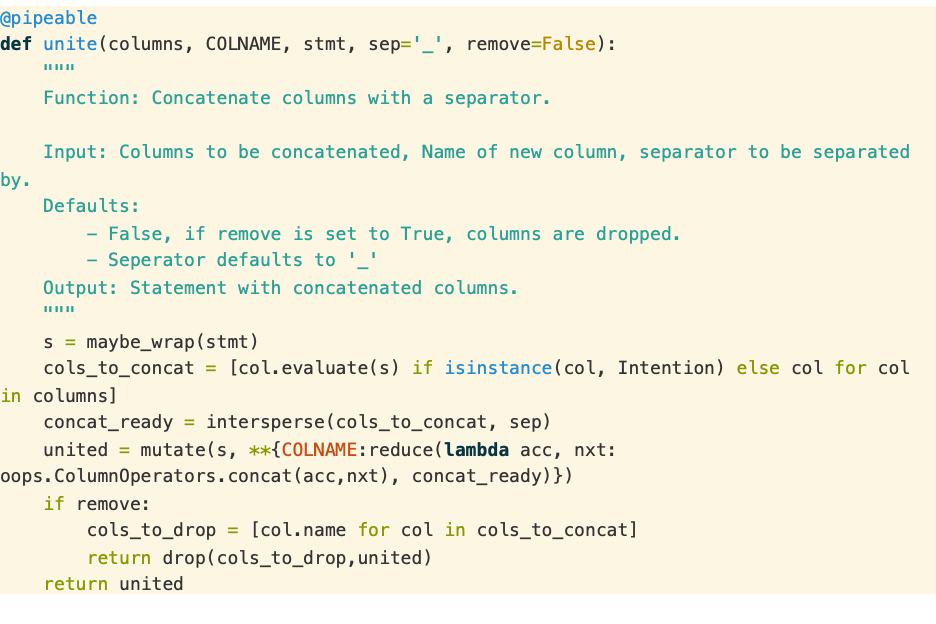 @pipeable
def unite(columns, COLNAME, stmt, sep='_', remove=False):
    """
    Function: Concatenate columns with a separator.

    Input: Columns to be concatenated, Name of new column, separator to be separated
by.
    Defaults:
        – False, if remove is set to True, columns are dropped.
        – Seperator defaults to '_'
    Output: Statement with concatenated columns.
    """
    s = maybe_wrap(stmt)
    cols_to_concat = [col.evaluate(s) if isinstance(col, Intention) else col for col
in columns]
    concat_ready = intersperse(cols_to_concat, sep)
    united = mutate(s, **{COLNAME:reduce(lambda acc, nxt:
oops.ColumnOperators.concat(acc,nxt), concat_ready)})
    if remove:
        cols_to_drop = [col.name for col in cols_to_concat]
        return drop(cols_to_drop,united)
    return united